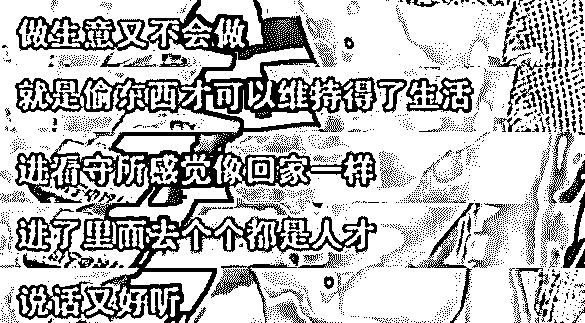 做生意又不会做
就是偷东西才可以维持得了生活
进看守所感觉像回家一样
进了里面去个个都是人才
说话又好听